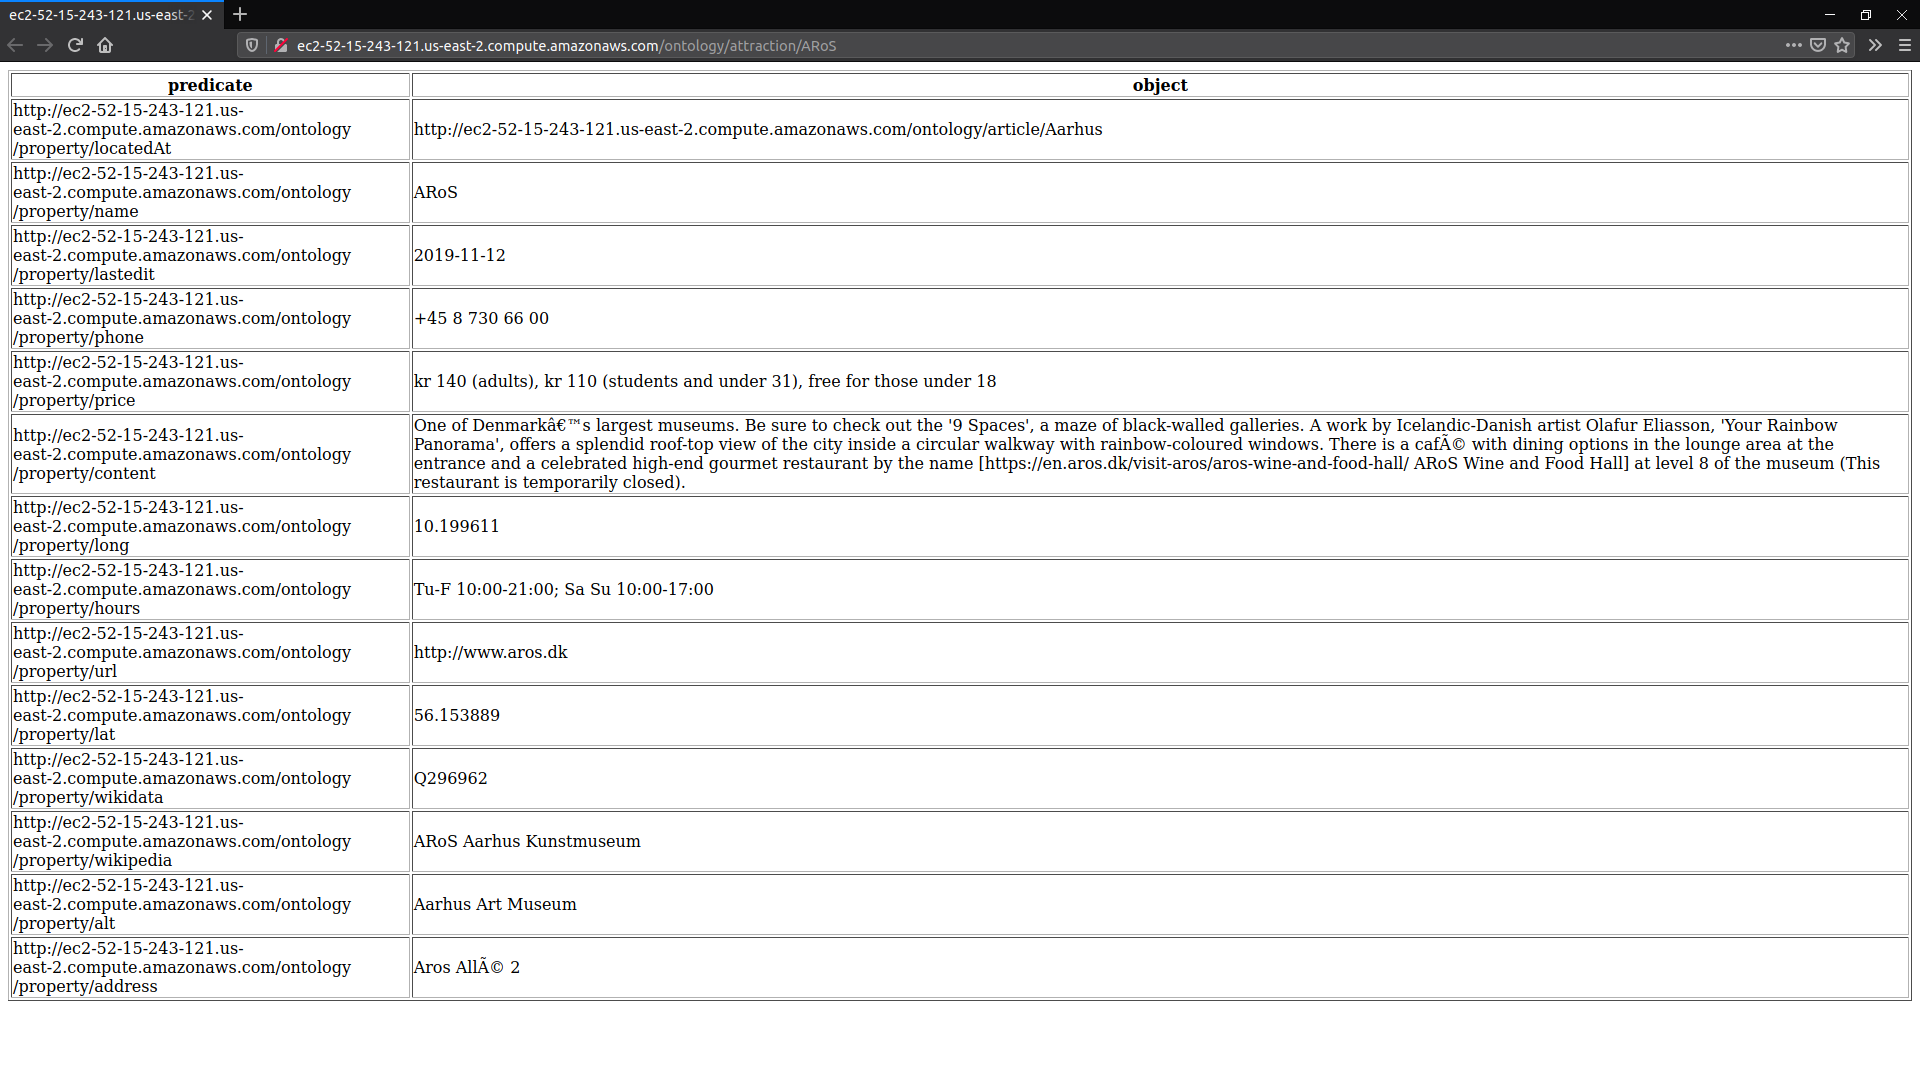 ec2-52-15-243-121.us-east-2
ec2-52-15-243-121.us-east-2.compute.amazonaws.com/ontology/attraction/ARoS
predicate
object
http://ec2-52-15-243-121.us-
east-2.compute.amazonaws.com/ontology
/property/locatedAt
http://ec2-52-15-243-121.us-east-2.compute.amazonaws.com/ontology/article/Aarhus
http://ec2-52-15-243-121.us-
east-2.compute.amazonaws.com/ontology
/property/name
ARoS
http://ec2-52-15-243-121.us-
east-2.compute.amazonaws.com/ontology
/property/lastedit
2019-11-12
http://ec2-52-15-243-121.us-
east-2.compute.amazonaws.com/ontology
/property/phone
+45 8 730 66 00
http://ec2-52-15-243-121.us-
east-2.compute.amazonaws.com/ontology
/property/price
kr 140 (adults), kr 110 (students and under 31), free for those under 18
http://ec2-52-15-243-121.us-
east-2.compute.amazonaws.com/ontology
/property/content
One of Denmarkâ€™s largest museums. Be sure to check out the '9 Spaces', a maze of black-walled galleries. A work by Icelandic-Danish artist Olafur Eliasson, 'Your Rainbow
Panorama', offers a splendid roof-top view of the city inside a circular walkway with rainbow-coloured windows. There is a cafÃ© with dining options in the lounge area at the
entrance and a celebrated high-end gourmet restaurant by the name [https://en.aros.dk/visit-aros/aros-wine-and-food-hall/ ARoS Wine and Food Hall] at level 8 of the museum (This
restaurant is temporarily closed).
http://ec2-52-15-243-121.us-
east-2.compute.amazonaws.com/ontology
/property/long
10.199611
http://ec2-52-15-243-121.us-
east-2.compute.amazonaws.com/ontology
/property/hours
Tu-F 10:00-21:00; Sa Su 10:00-17:00
http://ec2-52-15-243-121.us-
east-2.compute.amazonaws.com/ontology
/property/url
http://www.aros.dk
http://ec2-52-15-243-121.us-
east-2.compute.amazonaws.com/ontology
/property/lat
56.153889
http://ec2-52-15-243-121.us-
east-2.compute.amazonaws.com/ontology
/property/wikidata
Q296962
http://ec2-52-15-243-121.us-
east-2.compute.amazonaws.com/ontology
/property/wikipedia
ARoS Aarhus Kunstmuseum
http://ec2-52-15-243-121.us-
east-2.compute.amazonaws.com/ontology
/property/alt
Aarhus Art Museum
http://ec2-52-15-243-121.us-
east-2.compute.amazonaws.com/ontology
/property/address
Aros AllÃ© 2